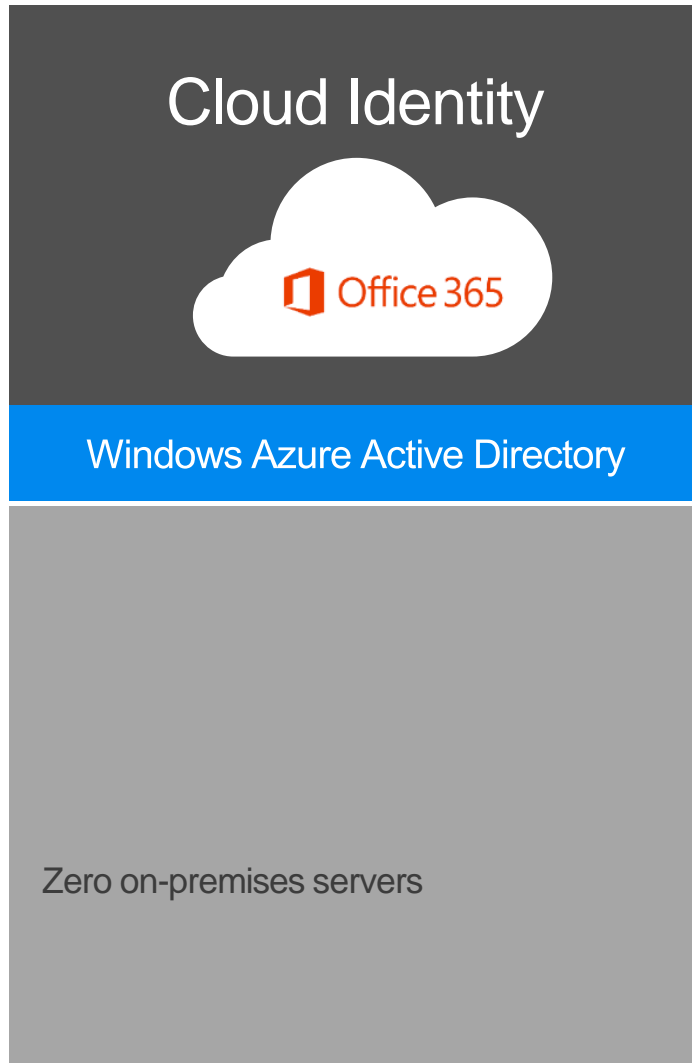 Cloud Identity
Office 365
Windows Azure Active Directory
Zero on-premises servers